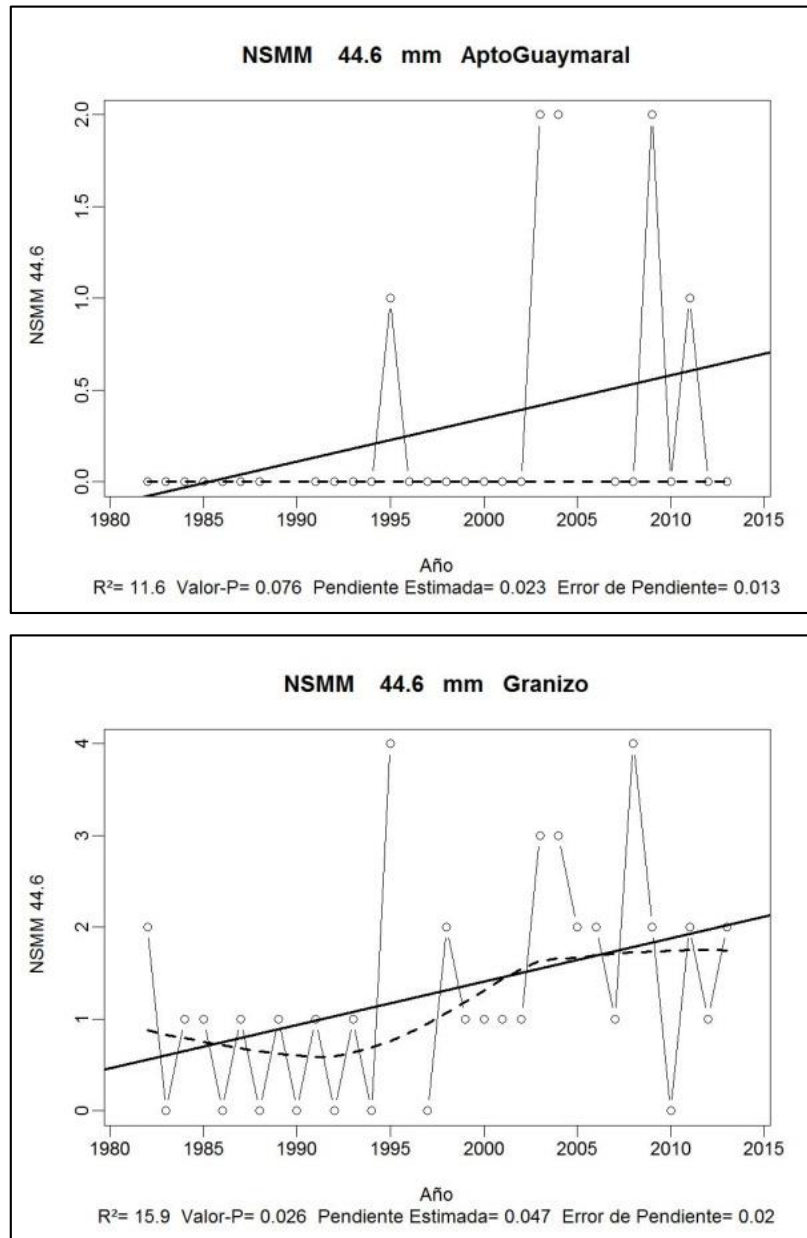 NSMM 44.6 mm AptoGuaymaral
2.0
1.5
NSMM 44.6
1.0
0.5
0.0
1980 1985 1990 1995 2000 2005 2010 2015
Año
R²= 11.6 Valor-P= 0.076 Pendiente Estimada= 0.023 Error de Pendiente= 0.013
NSMM 44.6 mm Granizo
4
3
NSMM 44.6
2
1
0
1980 1985 1990 1995 2000 2005 2010 2015
Año
R²= 15.9 Valor-P= 0.026 Pendiente Estimada= 0.047 Error de Pendiente= 0.02